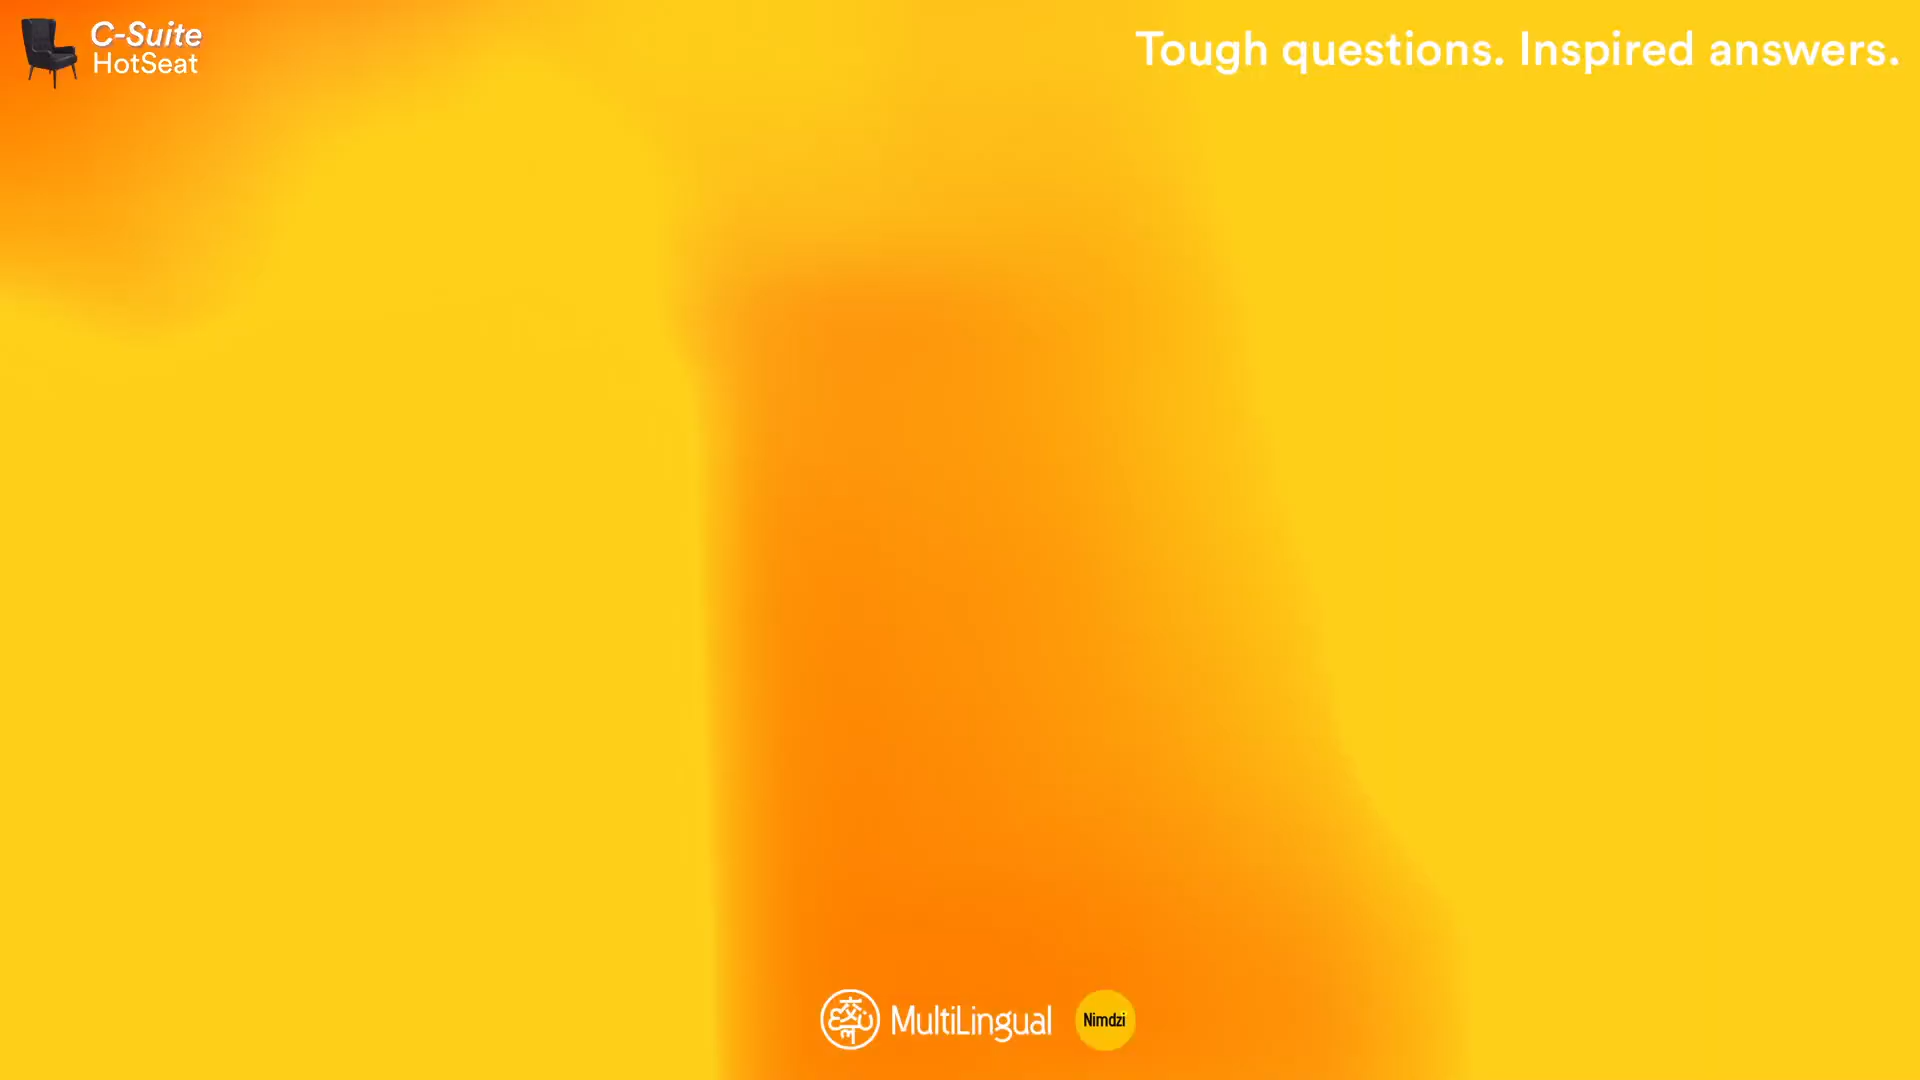 C-Suite
HotSeat
Tough questions. Inspired answers.
MultiLingual
Nimdzi